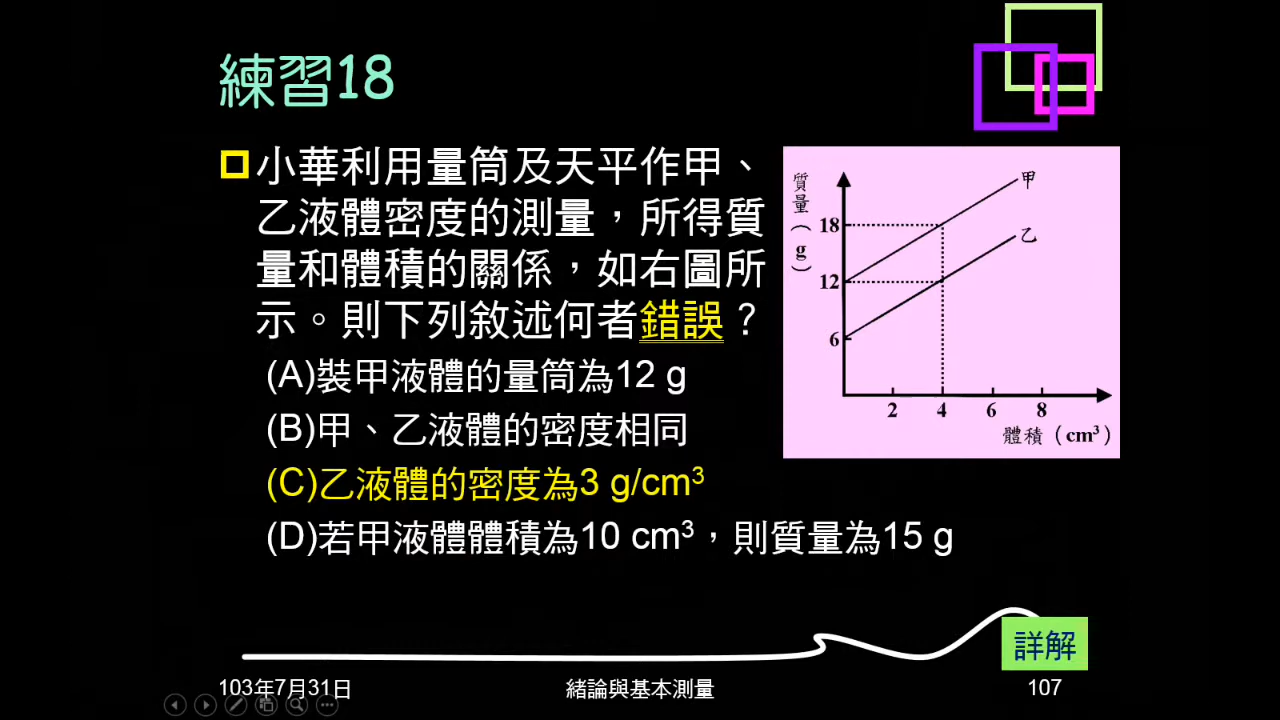 練習18
小華利用量筒及天平作甲、
乙液體密度的測量，所得質
量和體積的關係，如右圖所
示。則下列敘述何者錯誤？
(A)裝甲液體的量筒為12 g
(B)甲、乙液體的密度相同
(C)乙液體的密度為3 g/cm³
(D)若甲液體體積為10 cm³，則質量為15 g
質量(g)
甲
18
乙
12
6
2 4 6 8
體積（cm³）
詳解
103年7月31日
緒論與基本測量
107